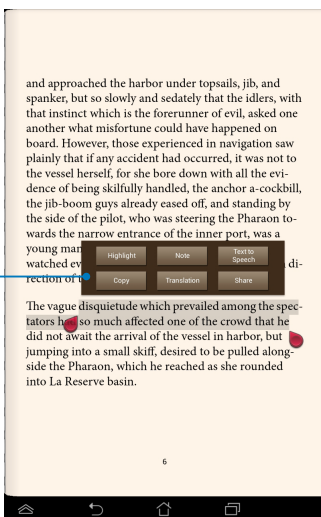 and approached the harbor under topsails, jib, and
spanker, but so slowly and sedately that the idlers, with
that instinct which is the forerunner of evil, asked one
another what misfortune could have happened on
board. However, those experienced in navigation saw
plainly that if any accident had occurred, it was not to
the vessel herself, for she bore down with all the evi-
dence of being skilfully handled, the anchor a-cockbill,
the jib-boom guys already eased off, and standing by
the side of the pilot, who was steering the Pharaon to-
wards the narrow entrance of the inner port, was a
young man
Highlight Note Text to Speech
watched di-
Copy Translation Share
rection of
The vague disquietude which prevailed among the spec-
tators so much affected one of the crowd that he
did not await the arrival of the vessel in harbor, but
jumping into a small skiff, desired to be pulled along-
side the Pharaon, which he reached as she rounded
into La Reserve basin.
6